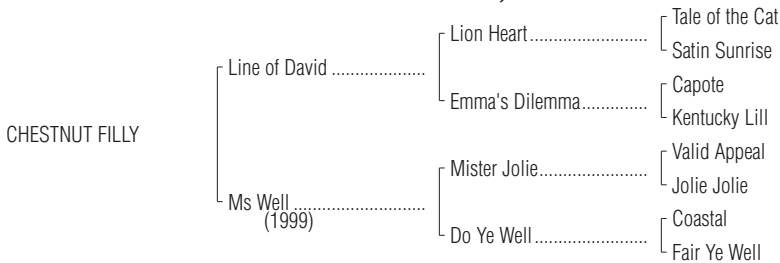 Tale of the Cat
Lion Heart..............................
Satin Sunrise
Line of David ....................
Capote
Emma's Dilemma................
Kentucky Lill
CHESTNUT FILLY
Valid Appeal
Mister Jolie...........................
Jolie Jolie
Ms Well ............................
(1999)
Coastal
Do Ye Well ............................
Fair Ye Well